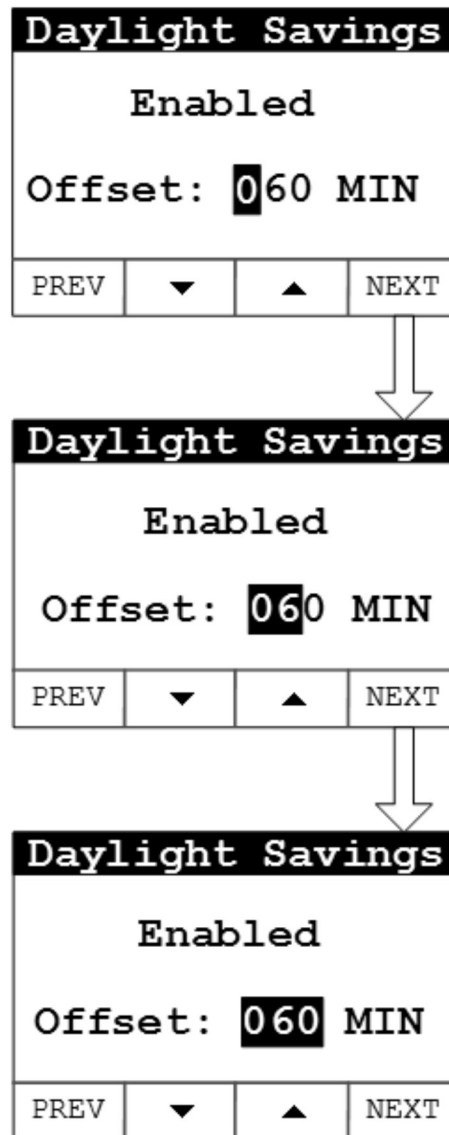 Daylight Savings
Enabled
Offset: 060 MIN
PREV ▼ ▲ NEXT
Daylight Savings
Enabled
Offset: 060 MIN
PREV ▼ ▲ NEXT
Daylight Savings
Enabled
Offset: 060 MIN
PREV ▼ ▲ NEXT